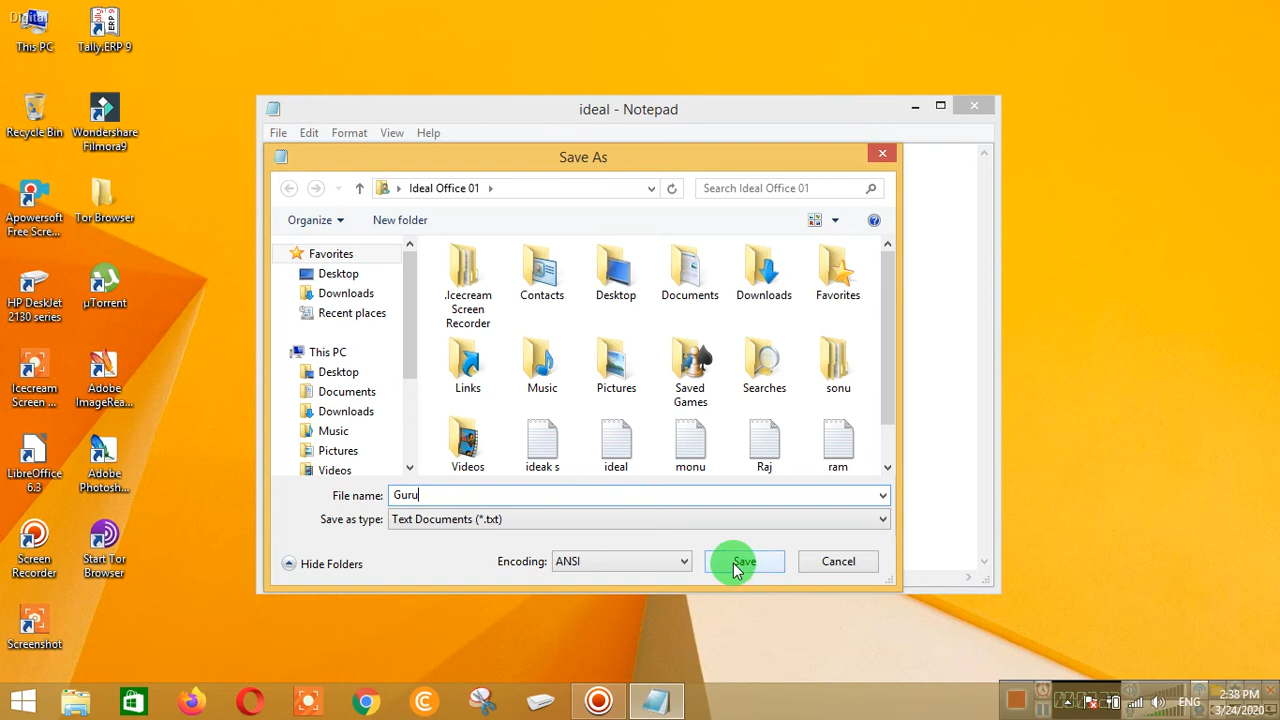 Digital
This PC
Tally.ERP 9
Recycle Bin
Wondershare
Filmora9
Apowersoft
Free Scre...
Tor Browser
HP DeskJet
2130 series
µTorrent
Icecream
Screen ...
Adobe
ImageRea...
LibreOffice
6.3
Adobe
Photosh...
Screen
Recorder
Start Tor
Browser
Screenshot
ideal - Notepad
File Edit Format View Help
Save As
Ideal Office 01
Search Ideal Office 01
Organize
New folder
Favorites
Desktop
Downloads
Recent places
This PC
Desktop
Documents
Downloads
Music
Pictures
Videos
.Icecream
Screen
Recorder
Contacts
Desktop
Documents
Downloads
Favorites
Links
Music
Pictures
Saved
Games
Searches
sonu
Videos
ideak s
ideal
monu
Raj
ram
File name: Guru
Save as type: Text Documents (*.txt)
Hide Folders
Encoding: ANSI
Save
Cancel
ENG
2:38 PM
3/24/2020